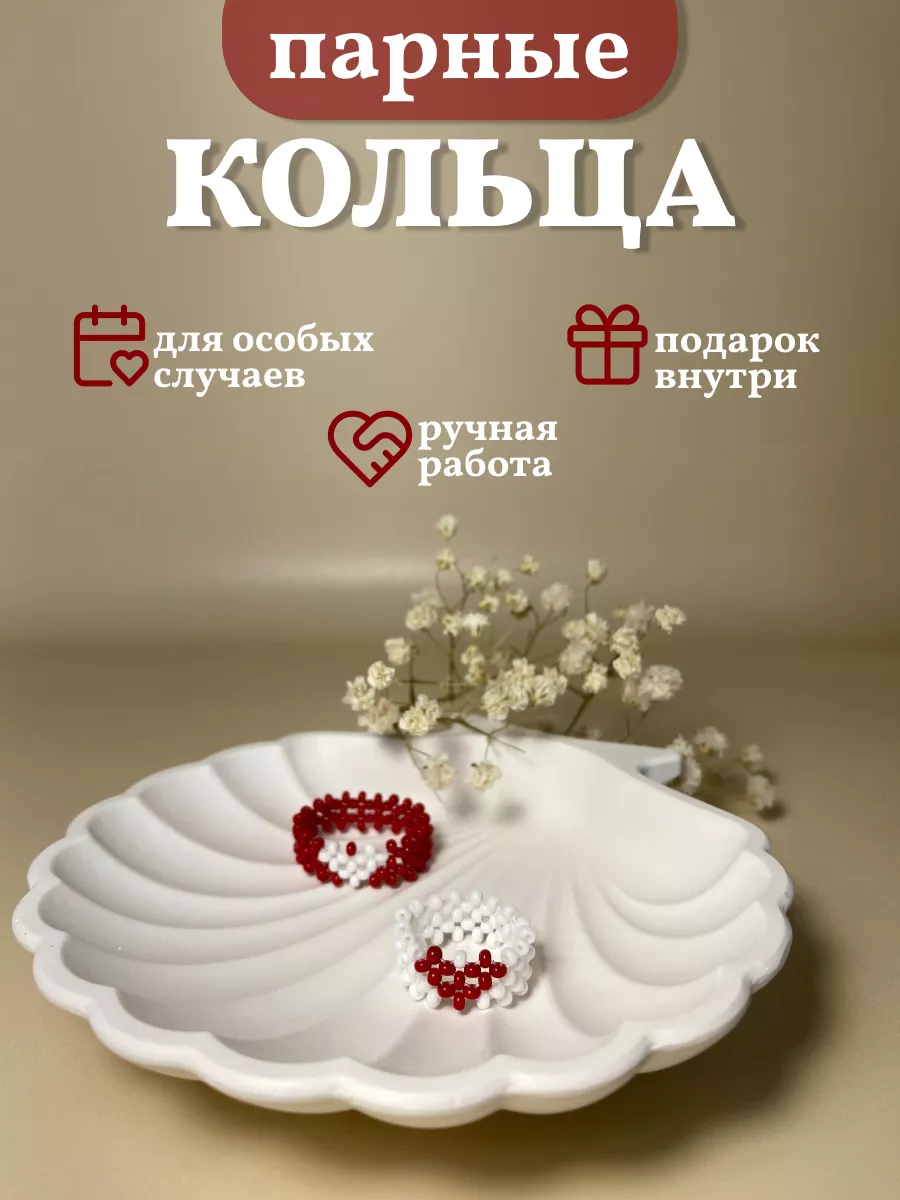 парные
КОЛЬЦА
для особых
случаев
подарок
внутри
ручная
работа